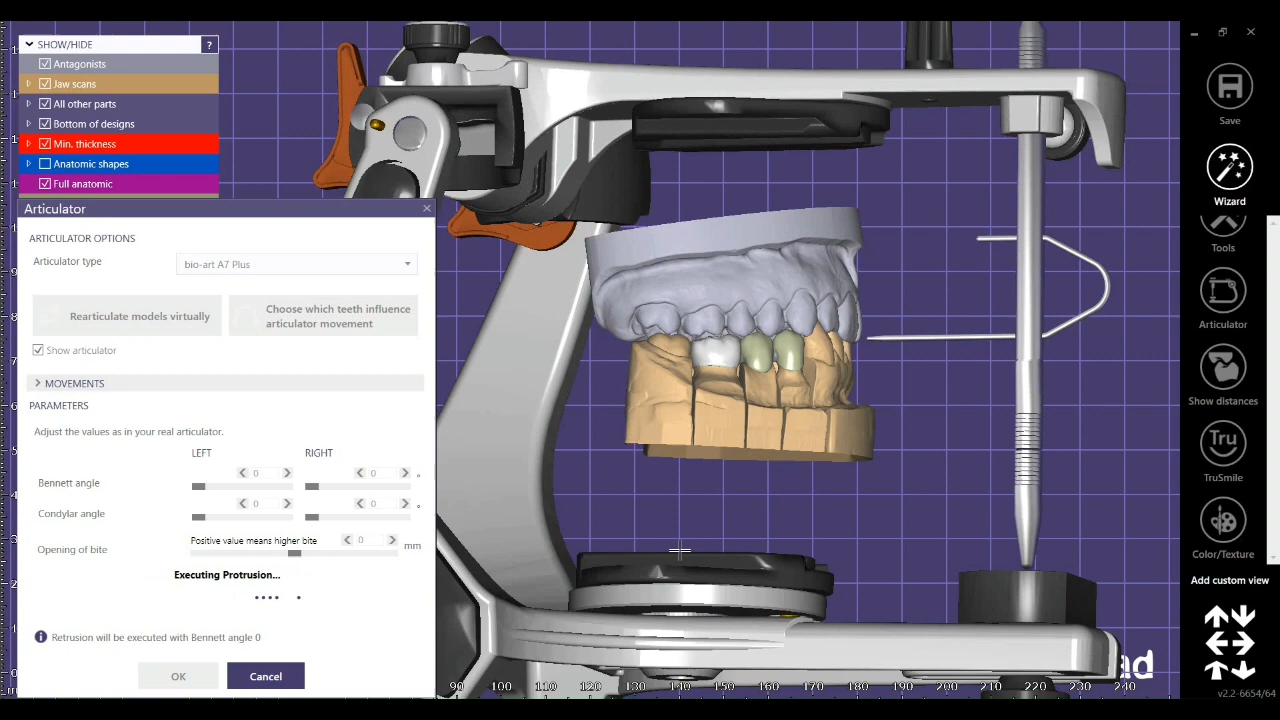 SHOW/HIDE ?
Antagonists
Jaw scans
All other parts
Bottom of designs
Min. thickness
Anatomic shapes
Full anatomic
Articulator
ARTICULATOR OPTIONS
Articulator type bio-art A7 Plus
Rearticulate models virtually
Choose which teeth influence
articulator movement
Show articulator
MOVEMENTS
PARAMETERS
Adjust the values as in your real articulator.
LEFT RIGHT
Bennett angle 0 0 °
Condylar angle 0 0 °
Opening of bite Positive value means higher bite 0 mm
Executing Protrusion...
Retrusion will be executed with Bennett angle 0
OK Cancel
90 100 110 120 130 140 150 160 170 180 190 200 210 220 230 240
ad
Save
Wizard
Tools
Articulator
Show distances
Tru
TruSmile
Color/Texture
Add custom view
v2.2-6654/64